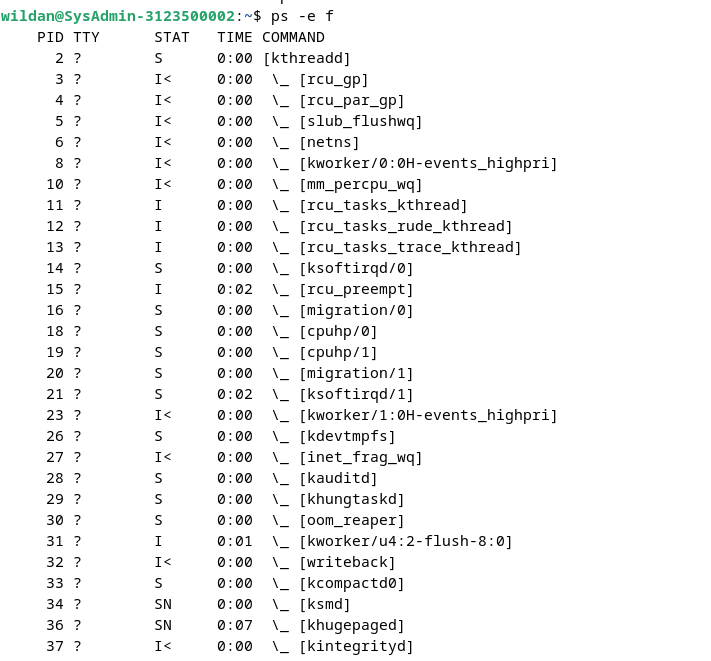 wildan@SysAdmin-3123500002:~$ ps -e f
    PID TTY      STAT   TIME COMMAND
      2 ?        S      0:00 [kthreadd]
      3 ?        I<     0:00  \_ [rcu_gp]
      4 ?        I<     0:00  \_ [rcu_par_gp]
      5 ?        I<     0:00  \_ [slub_flushwq]
      6 ?        I<     0:00  \_ [netns]
      8 ?        I<     0:00  \_ [kworker/0:0H-events_highpri]
     10 ?        I<     0:00  \_ [mm_percpu_wq]
     11 ?        I      0:00  \_ [rcu_tasks_kthread]
     12 ?        I      0:00  \_ [rcu_tasks_rude_kthread]
     13 ?        I      0:00  \_ [rcu_tasks_trace_kthread]
     14 ?        S      0:00  \_ [ksoftirqd/0]
     15 ?        I      0:02  \_ [rcu_preempt]
     16 ?        S      0:00  \_ [migration/0]
     18 ?        S      0:00  \_ [cpuhp/0]
     19 ?        S      0:00  \_ [cpuhp/1]
     20 ?        S      0:00  \_ [migration/1]
     21 ?        S      0:02  \_ [ksoftirqd/1]
     23 ?        I<     0:00  \_ [kworker/1:0H-events_highpri]
     26 ?        S      0:00  \_ [kdevtmpfs]
     27 ?        I<     0:00  \_ [inet_frag_wq]
     28 ?        S      0:00  \_ [kauditd]
     29 ?        S      0:00  \_ [khungtaskd]
     30 ?        S      0:00  \_ [oom_reaper]
     31 ?        I      0:01  \_ [kworker/u4:2-flush-8:0]
     32 ?        I<     0:00  \_ [writeback]
     33 ?        S      0:00  \_ [kcompactd0]
     34 ?        SN     0:00  \_ [ksmd]
     36 ?        SN     0:07  \_ [khugepaged]
     37 ?        I<     0:00  \_ [kintegrityd]